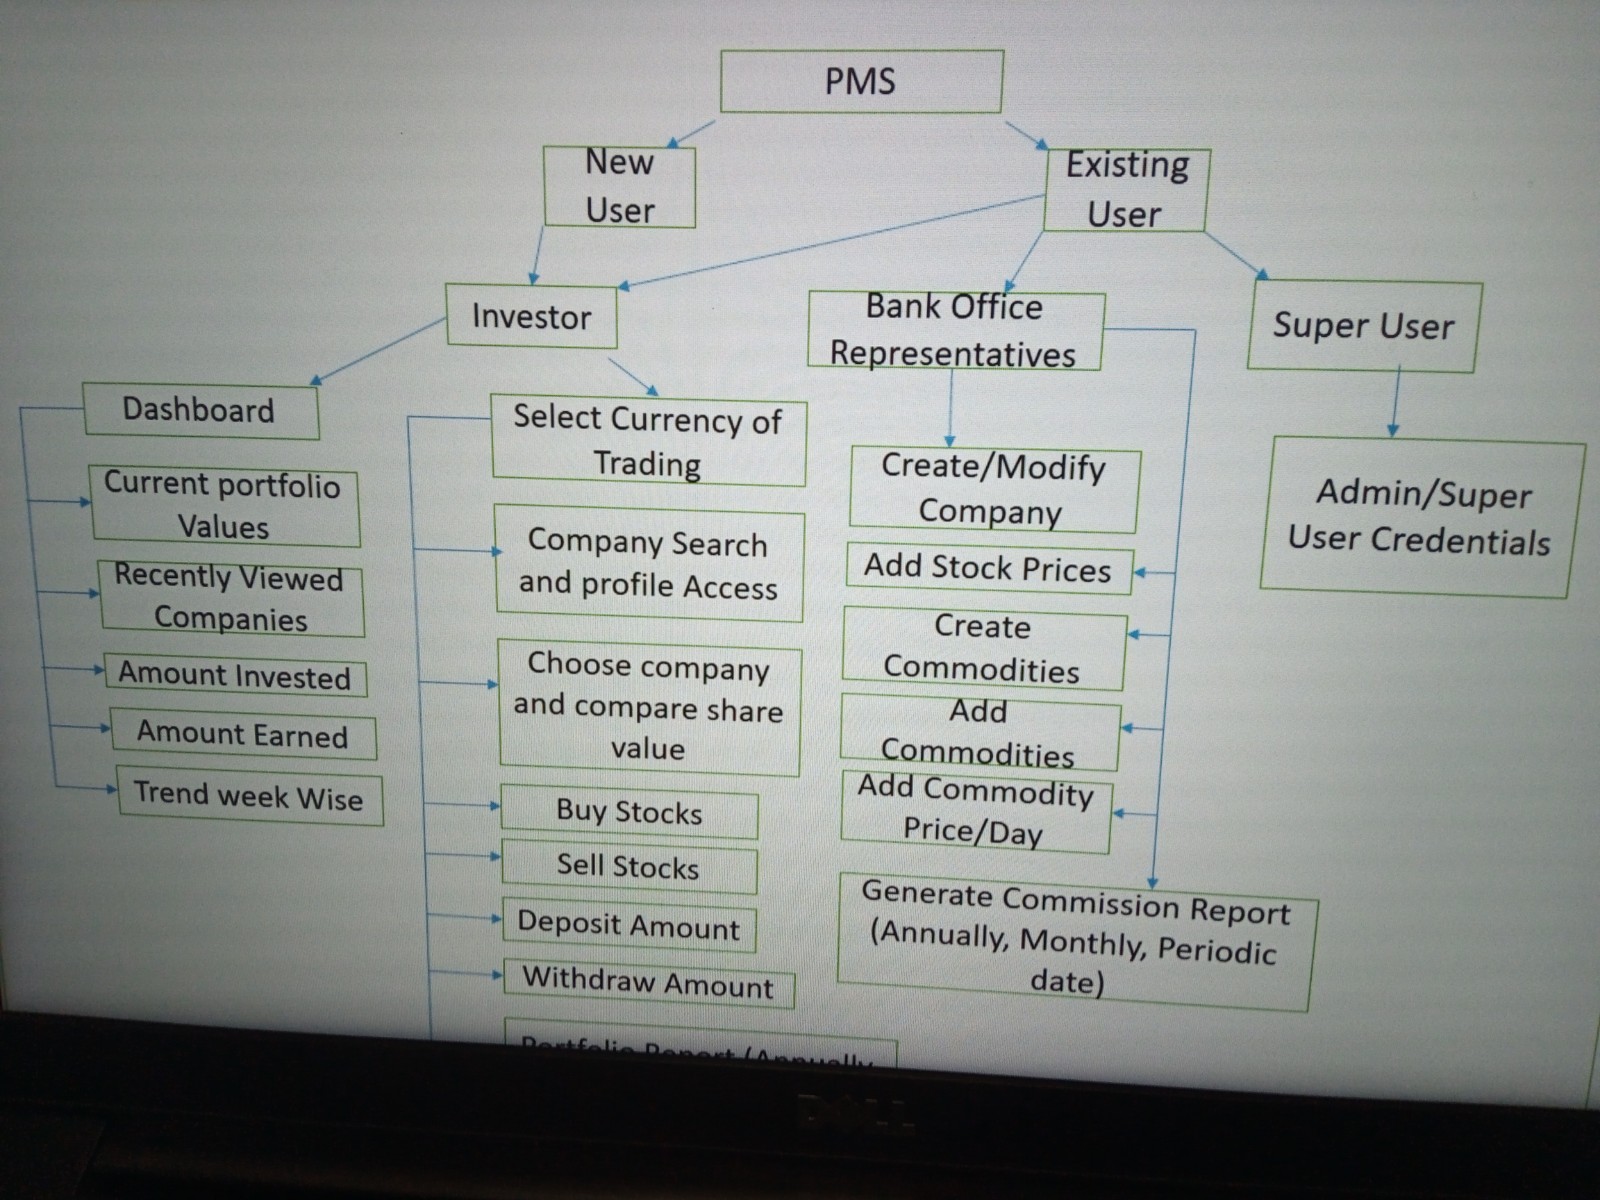 PMS
New
User
Existing
User
Investor
Bank Office
Representatives
Super User
Dashboard
Current portfolio
Values
Recently Viewed
Companies
Amount Invested
Amount Earned
Trend week Wise
Select Currency of
Trading
Company Search
and profile Access
Choose company
and compare share
value
Buy Stocks
Sell Stocks
Deposit Amount
Withdraw Amount
Portfolio Report (Annually,
Create/Modify
Company
Add Stock Prices
Create
Commodities
Add
Commodities
Add Commodity
Price/Day
Generate Commission Report
(Annually, Monthly, Periodic
date)
Admin/Super
User Credentials
DELL